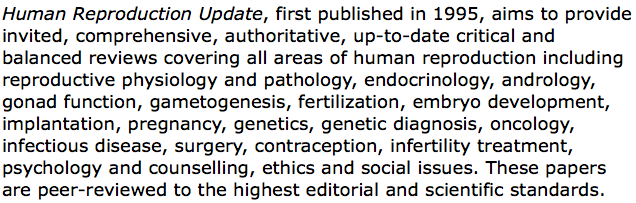 Human Reproduction Update, first published in 1995, aims to provide
invited, comprehensive, authoritative, up-to-date critical and
balanced reviews covering all areas of human reproduction including
reproductive physiology and pathology, endocrinology, andrology,
gonad function, gametogenesis, fertilization, embryo development,
implantation, pregnancy, genetics, genetic diagnosis, oncology,
infectious disease, surgery, contraception, infertility treatment,
psychology and counselling, ethics and social issues. These papers
are peer-reviewed to the highest editorial and scientific standards.